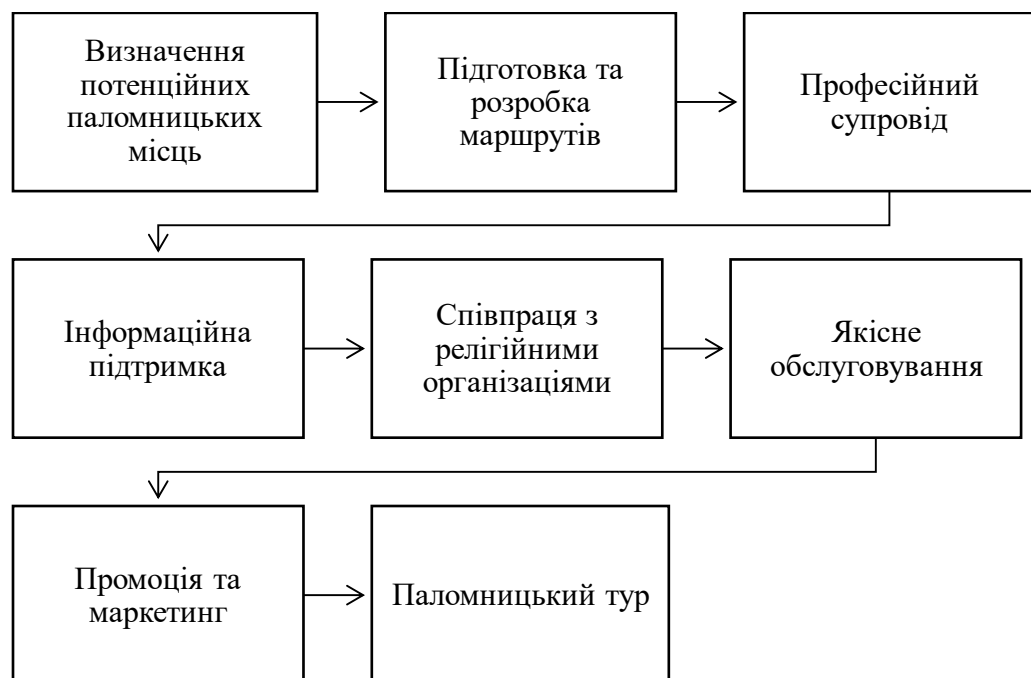 Визначення
потенційних
паломницьких
місць
Підготовка та
розробка
маршрутів
Професійний
супровід
Інформаційна
підтримка
Співпраця з
релігійними
організаціями
Якісне
обслуговування
Промоція та
маркетинг
Паломницький тур